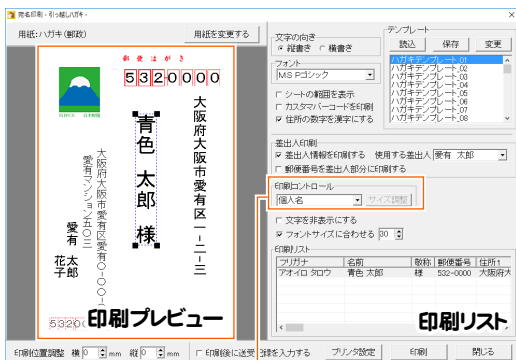 宛名印刷 - 引っ越しハガキ -
用紙:ハガキ(郵政)
用紙を変更する
郵便はがき
5320000
大阪府大阪市愛有区一-二-三
青色 太郎 様
大阪府大阪市愛有区愛有〇-〇-〇
愛有マンション五〇三
愛有 太郎
花子
5320
印刷プレビュー
印刷位置調整 横 0 mm 縦 0 mm
印刷後に送受 録を入力する
文字の向き
縦書き 横書き
フォント
MS Pゴシック
シートの範囲を表示
カスタマバーコードを印刷
住所の数字を漢字にする
テンプレート
読込 保存 変更
ハガキテンプレート_01
ハガキテンプレート_02
ハガキテンプレート_03
ハガキテンプレート_04
ハガキテンプレート_05
ハガキテンプレート_06
ハガキテンプレート_07
ハガキテンプレート_08
差出人印刷
差出人情報を印刷する 使用する差出人 愛有 太郎
郵便番号を差出人部分に印刷する
印刷コントロール
個人名 サイズ調整
文字を非表示にする
フォントサイズに合わせる 30
印刷リスト
フリガナ 名前 敬称 郵便番号 住所1
アオイロ タロウ 青色 太郎 様 532-0000 大阪府大
印刷リスト
プリンタ設定 印刷 閉じる